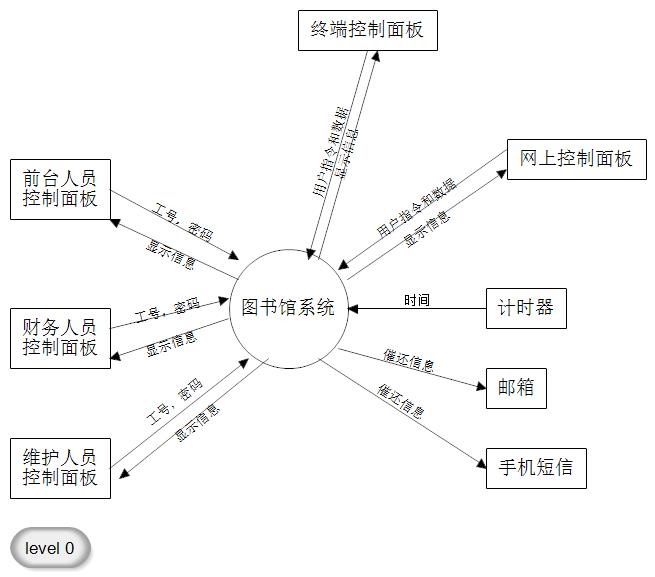 终端控制面板
用户指令和数据
显示信息
网上控制面板
用户指令和数据
显示信息
前台人员
控制面板
工号，密码
显示信息
图书馆系统
时间
计时器
财务人员
控制面板
工号，密码
显示信息
催还信息
邮箱
催还信息
手机短信
维护人员
控制面板
工号，密码
显示信息
level 0